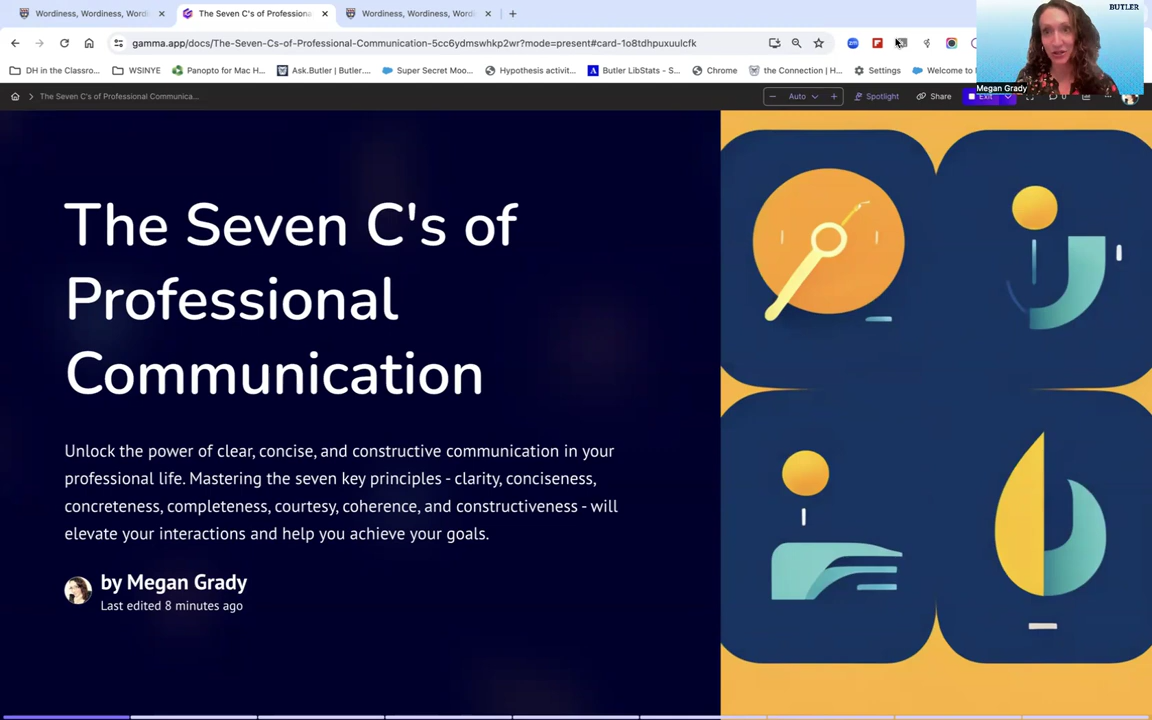 Wordiness, Wordiness, Word
The Seven C's of Professiona
Wordiness, Wordiness, Word
BUTLER
gamma.app/docs/The-Seven-Cs-of-Professional-Communication-5cc6ydmswhkp2wr?mode=present#card-1o8tdhpuxuulcfk
DH in the Classro...
WSINYE
Panopto for Mac H...
Ask.Butler | Butler....
Super Secret Moo...
Hypothesis activit...
Butler LibStats – S...
Chrome
the Connection | H...
Settings
Welcome to
Megan Grady
The Seven C's of Professional Communica...
Auto
Spotlight
Share
Exit
The Seven C's of
Professional
Communication
Unlock the power of clear, concise, and constructive communication in your
professional life. Mastering the seven key principles - clarity, conciseness,
concreteness, completeness, courtesy, coherence, and constructiveness - will
elevate your interactions and help you achieve your goals.
by Megan Grady
Last edited 8 minutes ago